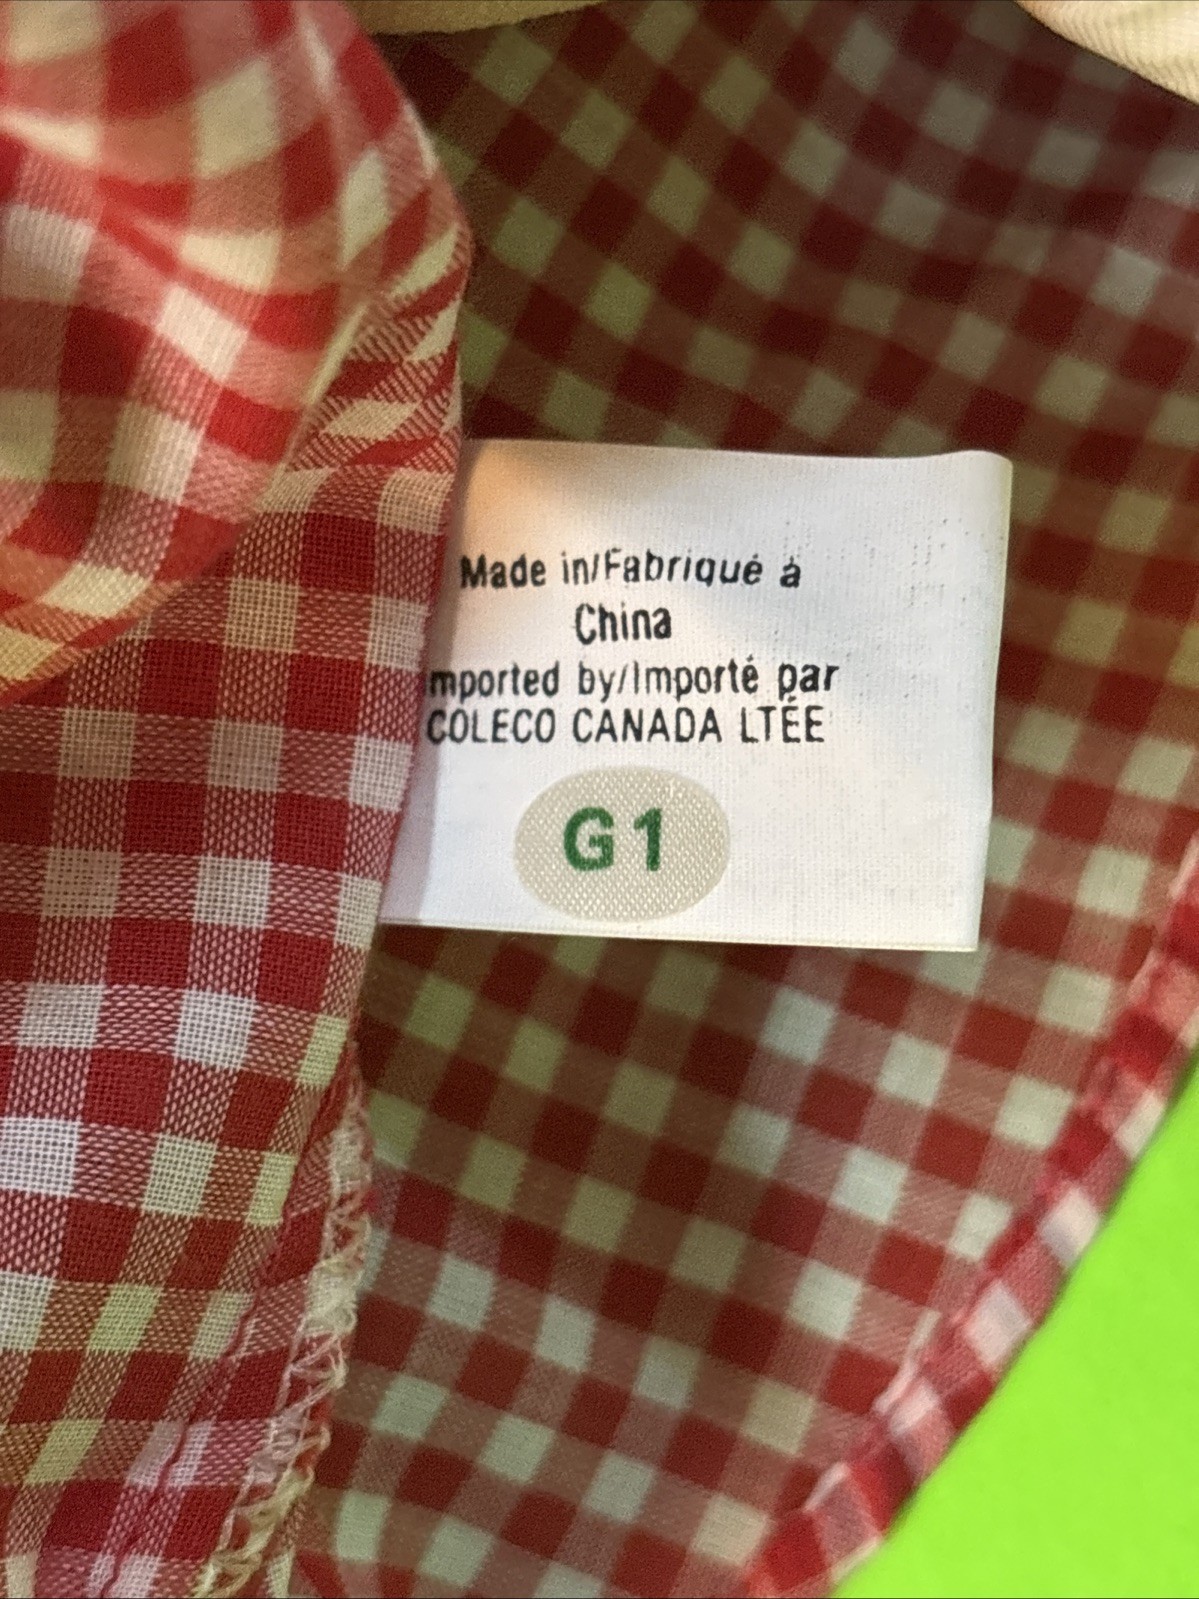 Made in/Fabriqué à
China
mported by/Importé par
COLECO CANADA LTÉE
G1